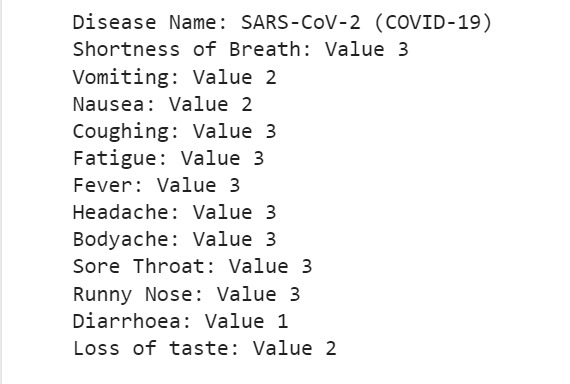 Disease Name: SARS-CoV-2 (COVID-19)
Shortness of Breath: Value 3
Vomiting: Value 2
Nausea: Value 2
Coughing: Value 3
Fatigue: Value 3
Fever: Value 3
Headache: Value 3
Bodyache: Value 3
Sore Throat: Value 3
Runny Nose: Value 3
Diarrhoea: Value 1
Loss of taste: Value 2